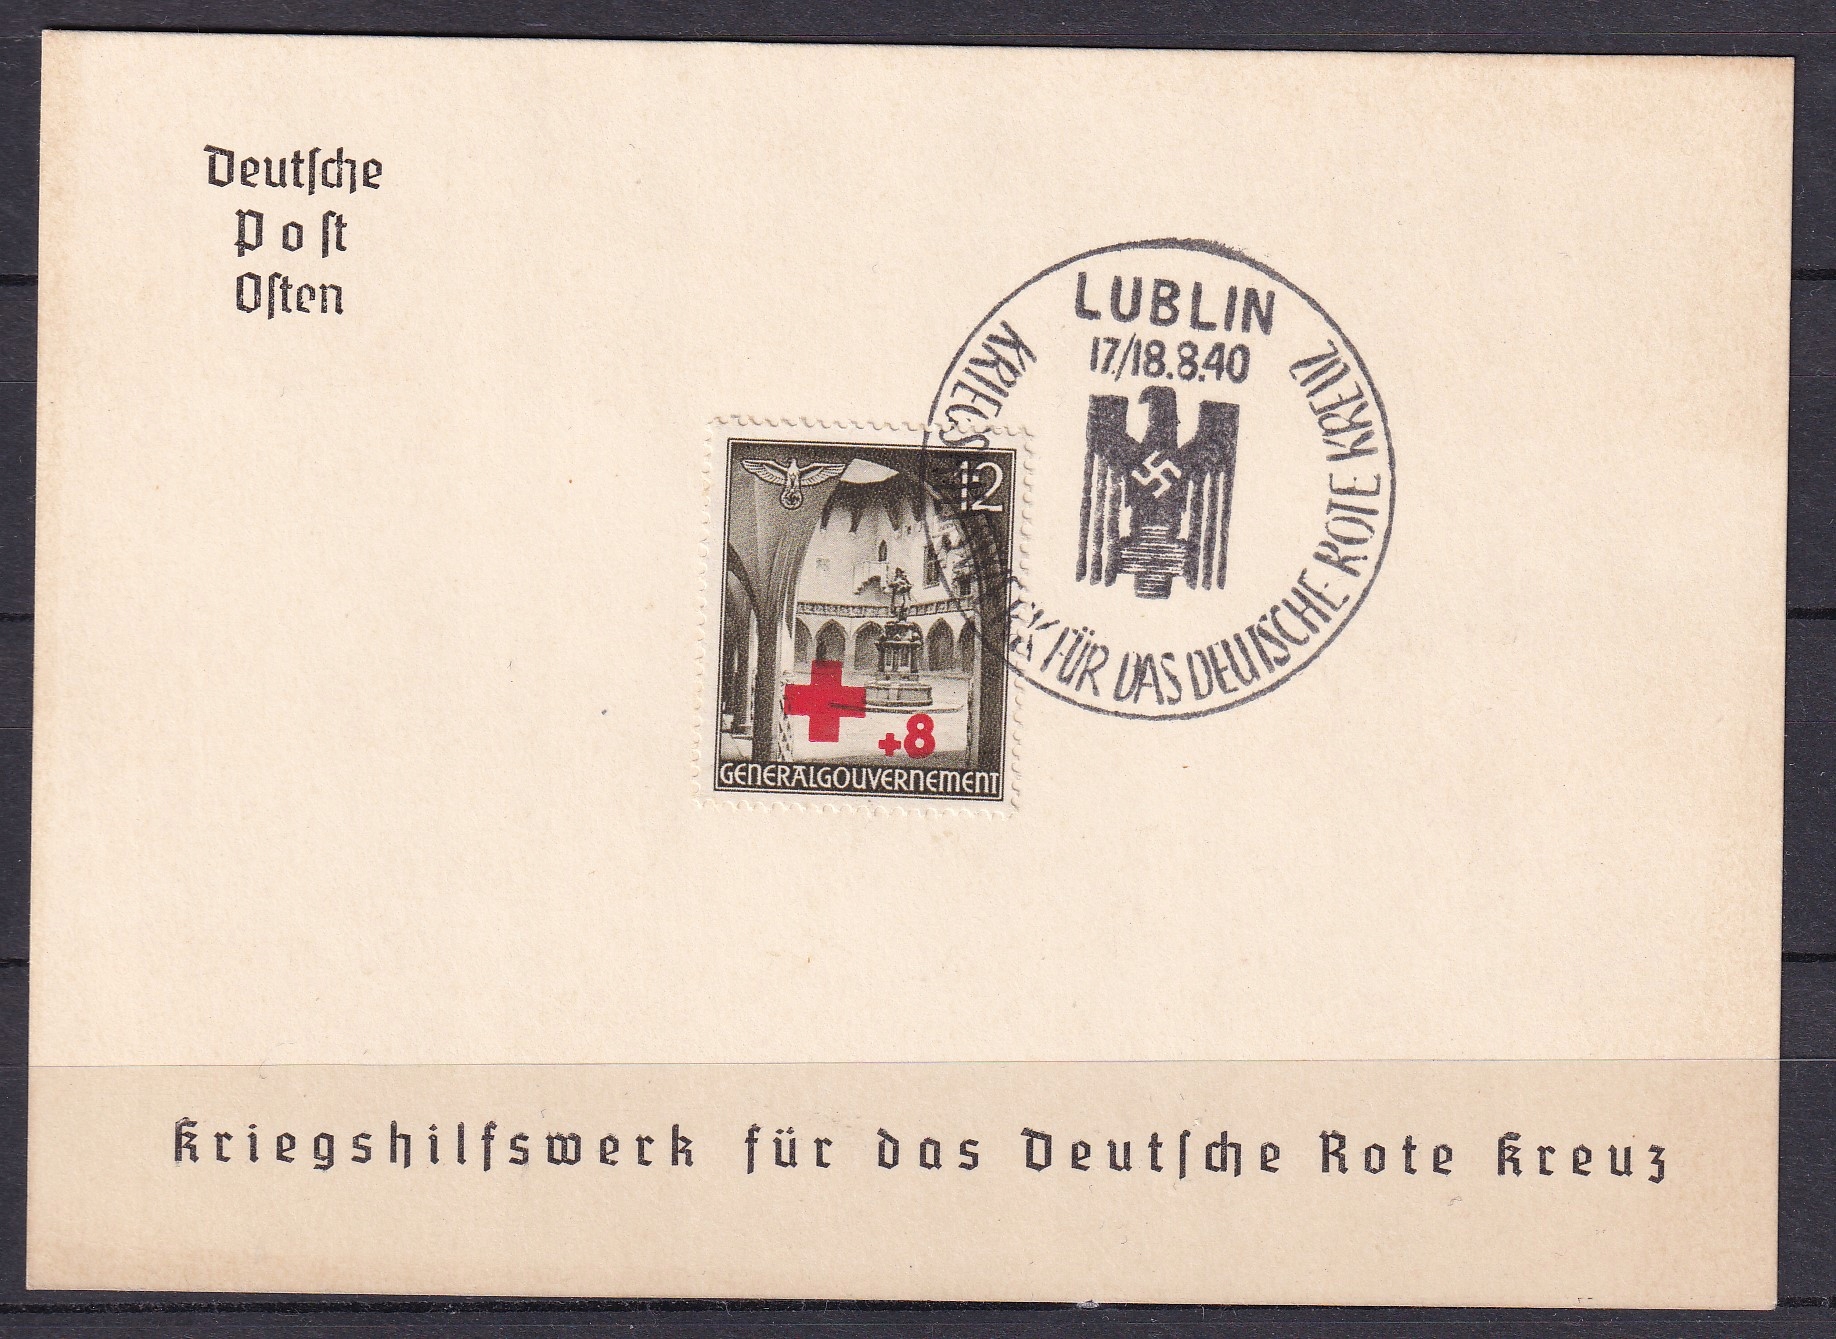 Deutſche
Poſt
Oſten
LUBLIN
17./18.8.40
KRIEGSHILFSWERK FÜR DAS DEUTSCHE ROTE KREUZ
12
+8
GENERALGOUVERNEMENT
Kriegshilfswerk für das Deutſche Rote Kreuz